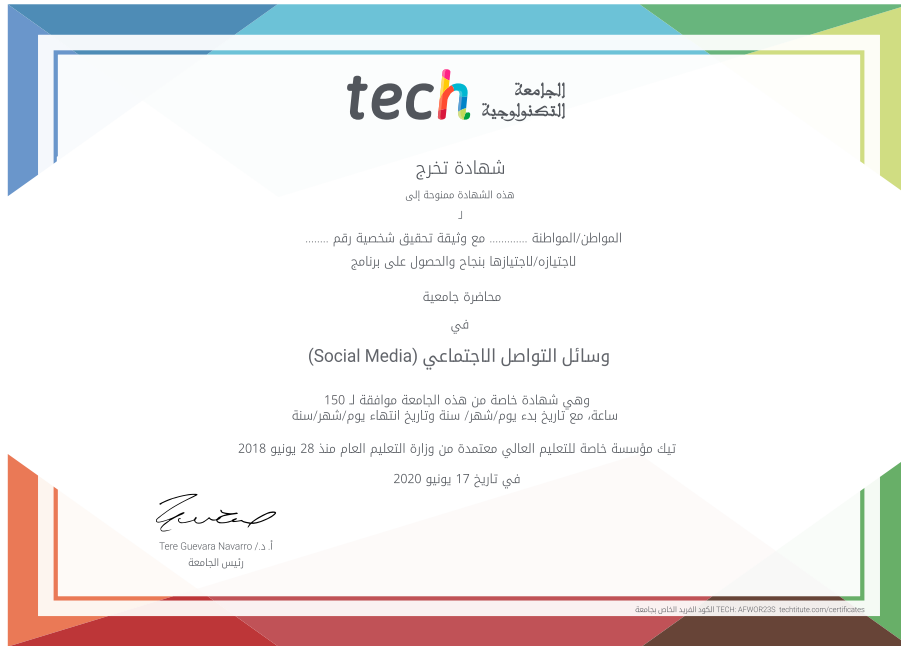 tech الجامعة
التكنولوجية
شهادة تخرج
هذه الشهادة ممنوحة إلى
لـ
المواطن/المواطنة ............. مع وثيقة تحقيق شخصية رقم ........
لاجتيازه/لاجتيازها بنجاح والحصول على برنامج
محاضرة جامعية
في
وسائل التواصل الاجتماعي (Social Media)
وهي شهادة خاصة من هذه الجامعة موافقة لـ 150
ساعة، مع تاريخ بدء يوم/شهر/ سنة وتاريخ انتهاء يوم/شهر/سنة
تيك مؤسسة خاصة للتعليم العالي معتمدة من وزارة التعليم العام منذ 28 يونيو 2018
في تاريخ 17 يونيو 2020
أ. د./ Tere Guevara Navarro
رئيس الجامعة
الكود الفريد الخاص بجامعة TECH: AFWOR23S techtitute.com/certificates